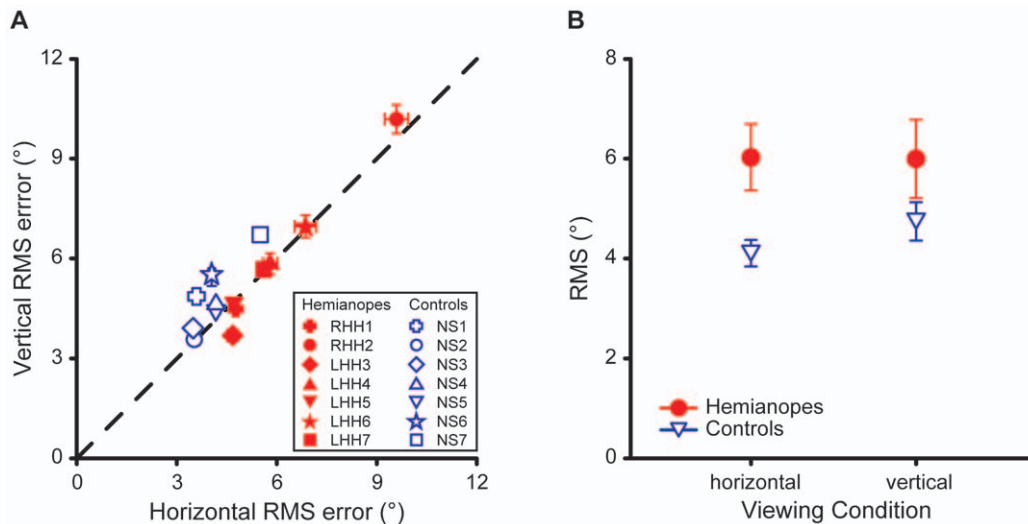 A
Vertical RMS errror (°)
12
9
6
3
0
0 3 6 9 12
Horizontal RMS error (°)
Hemianopes Controls
RHH1 NS1
RHH2 NS2
LHH3 NS3
LHH4 NS4
LHH5 NS5
LHH6 NS6
LHH7 NS7
B
RMS (°)
8
6
4
2
0
Hemianopes
Controls
horizontal vertical
Viewing Condition